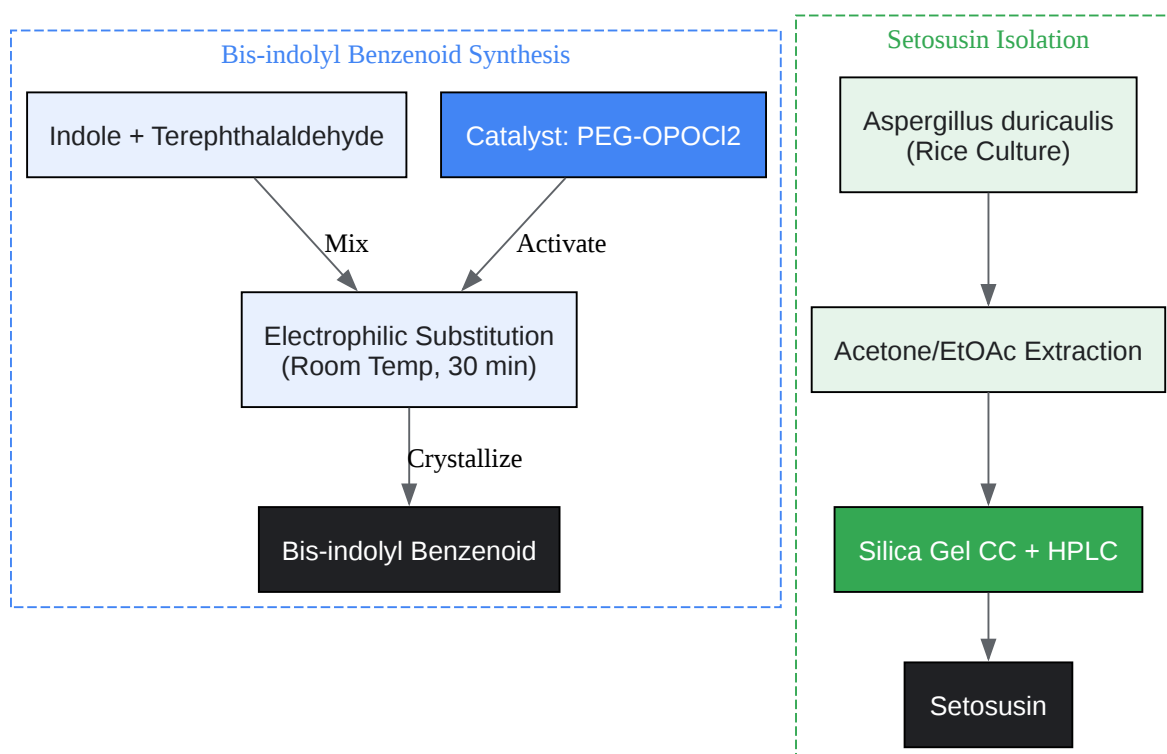 Bis-indolyl Benzenoid Synthesis
Indole + Terephthalaldehyde
Catalyst: PEG-OPOCl2
Mix
Activate
Electrophilic Substitution
(Room Temp, 30 min)
Crystallize
Bis-indolyl Benzenoid
Setosusin Isolation
Aspergillus duricaulis
(Rice Culture)
Acetone/EtOAc Extraction
Silica Gel CC + HPLC
Setosusin